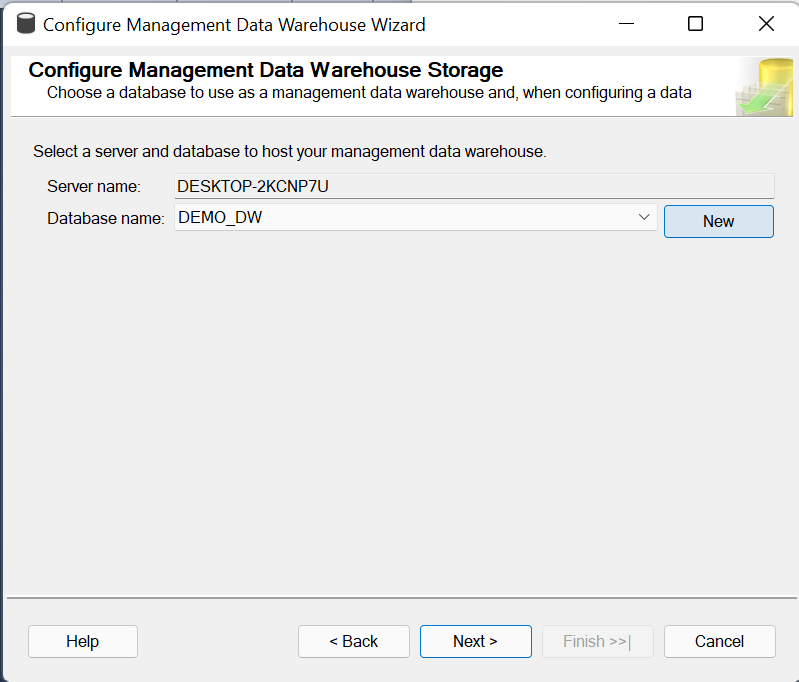 Configure Management Data Warehouse Wizard
Configure Management Data Warehouse Storage
Choose a database to use as a management data warehouse and, when configuring a data
Select a server and database to host your management data warehouse.
Server name: DESKTOP-2KCNP7U
Database name: DEMO_DW New
Help < Back Next > Finish >>| Cancel